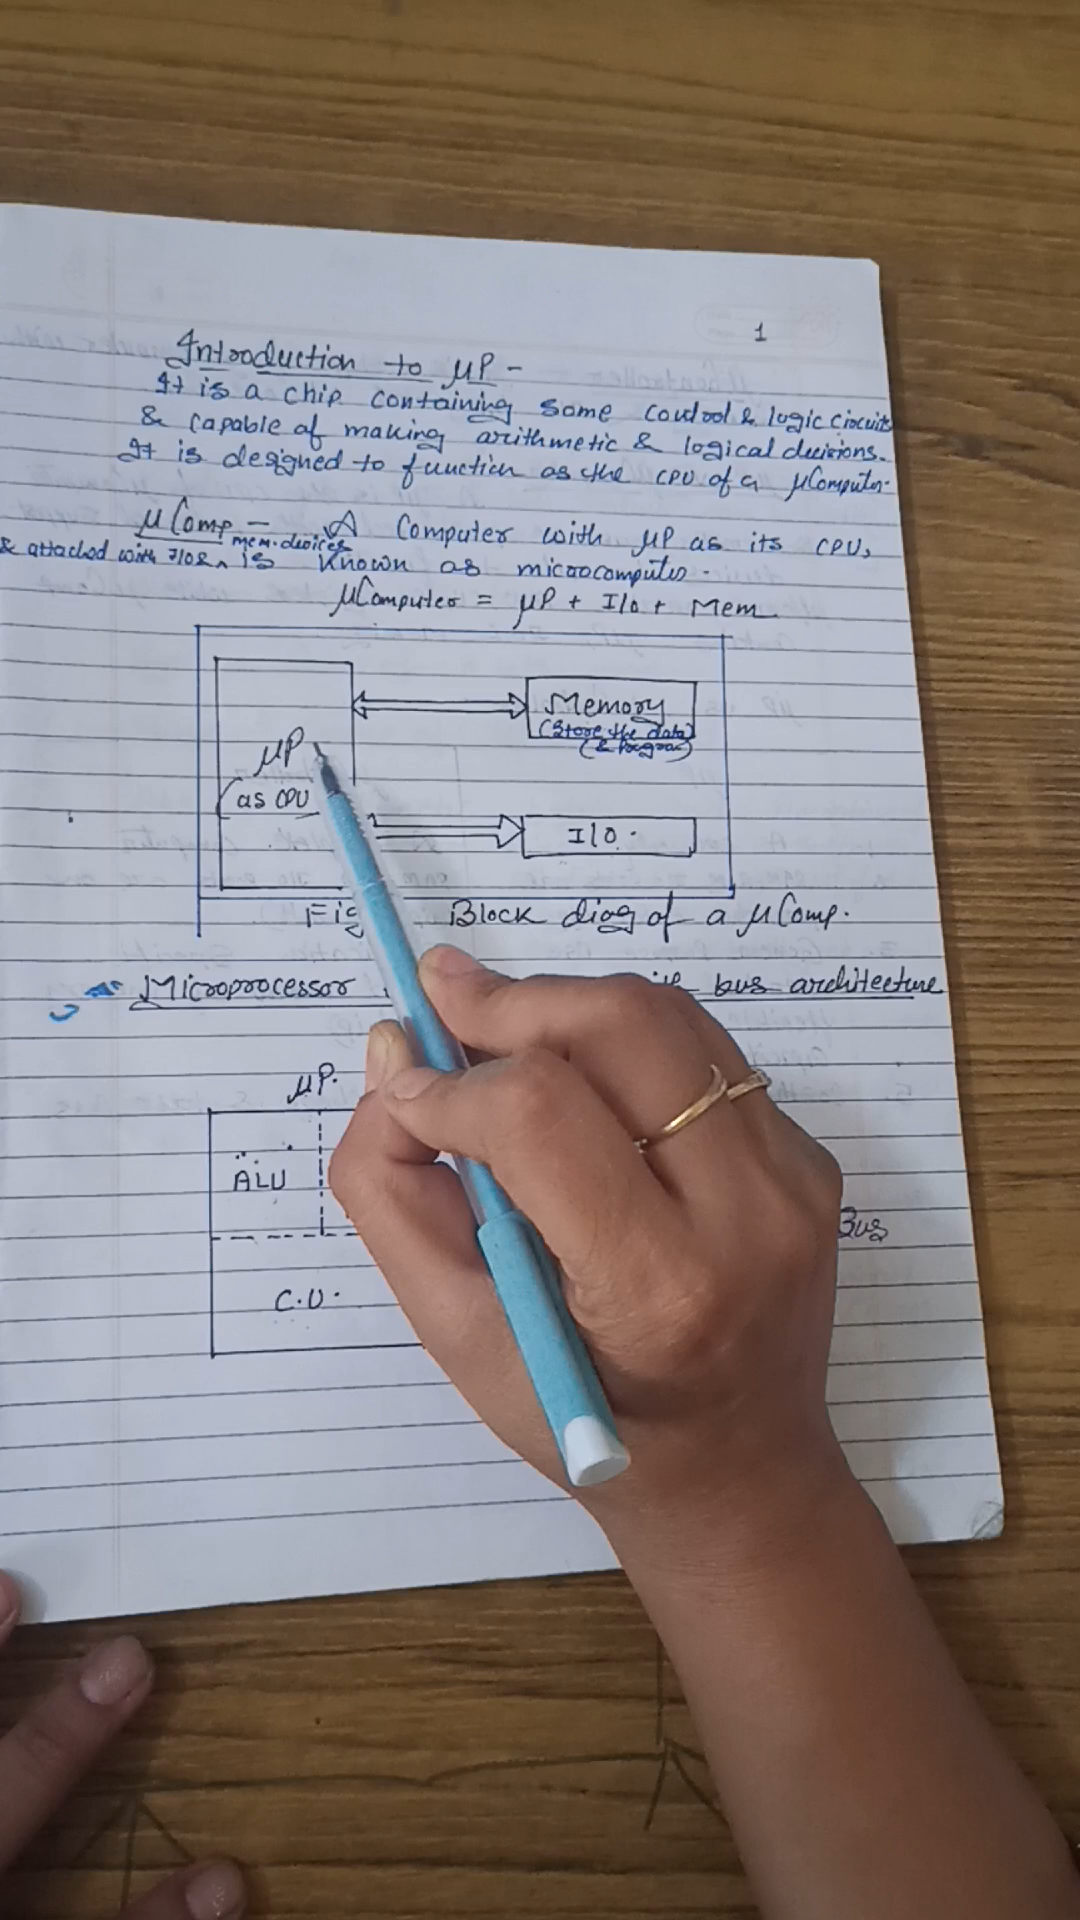 1
Introduction to μP -
It is a chip containing some control & logic circuits
& capable of making arithmetic & logical decisions.
It is designed to function as the CPU of a μComputer.
μComp - A Computer with μP as its CPU,
& attached with I/O & mem. devices is known as microcomputer.
μComputer = μP + I/O + Mem
Memory
(Store the data
& Program)
μP
(as CPU
I/O.
Fig Block diag of a μComp.
Microprocessor bus architecture
μP.
ALU
Bus
C.U.